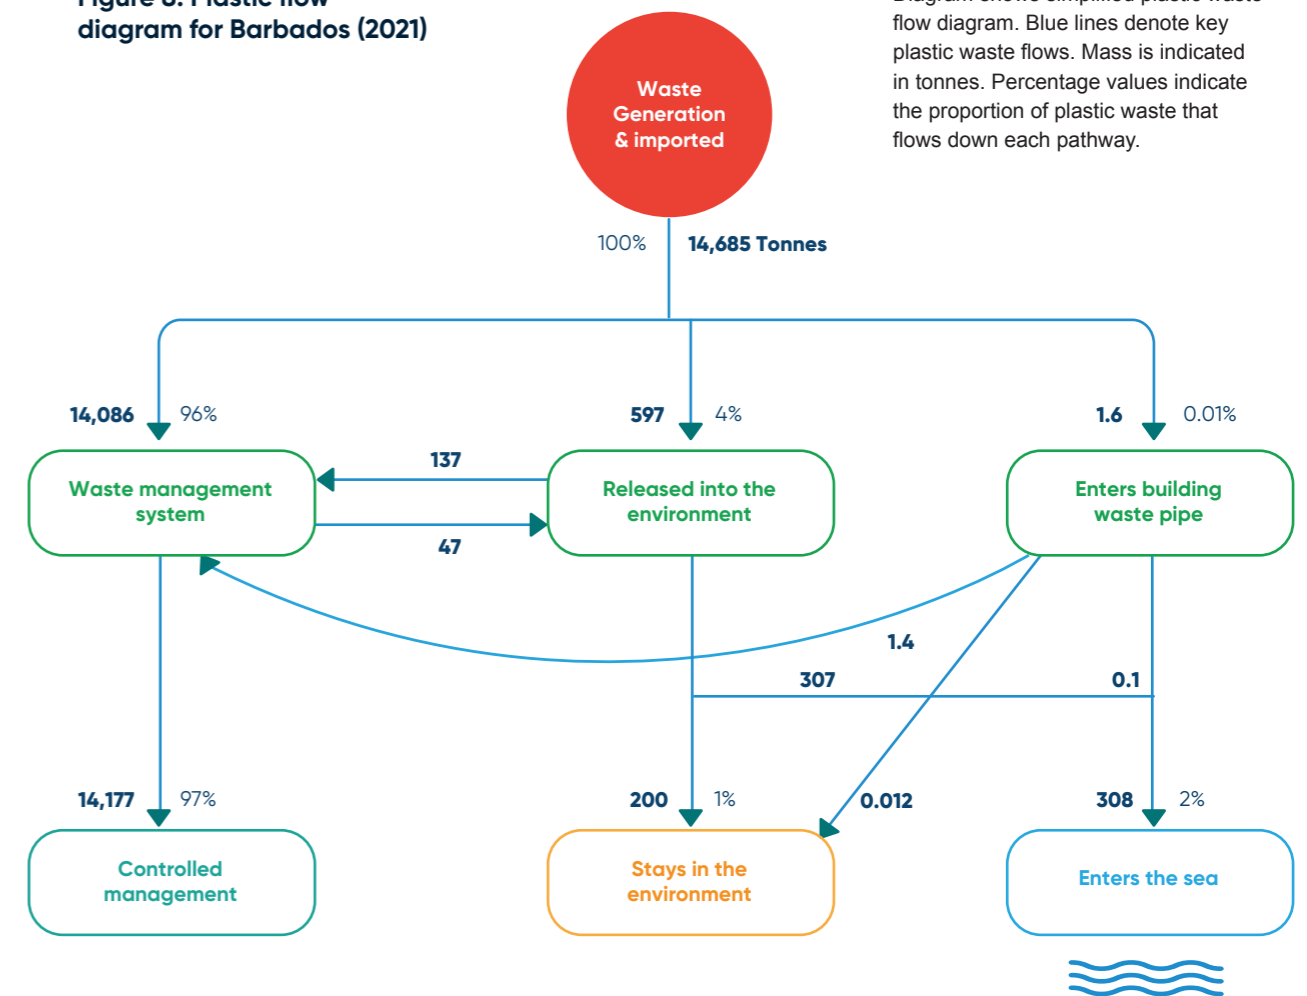 diagram for Barbados (2021)
flow diagram. Blue lines denote key
plastic waste flows. Mass is indicated
in tonnes. Percentage values indicate
the proportion of plastic waste that
flows down each pathway.
Waste
Generation
& imported
100%
14,685 Tonnes
14,086
96%
597
4%
1.6
0.01%
Waste management
system
137
47
Released into the
environment
Enters building
waste pipe
1.4
307
0.1
14,177
97%
200
1%
0.012
308
2%
Controlled
management
Stays in the
environment
Enters the sea